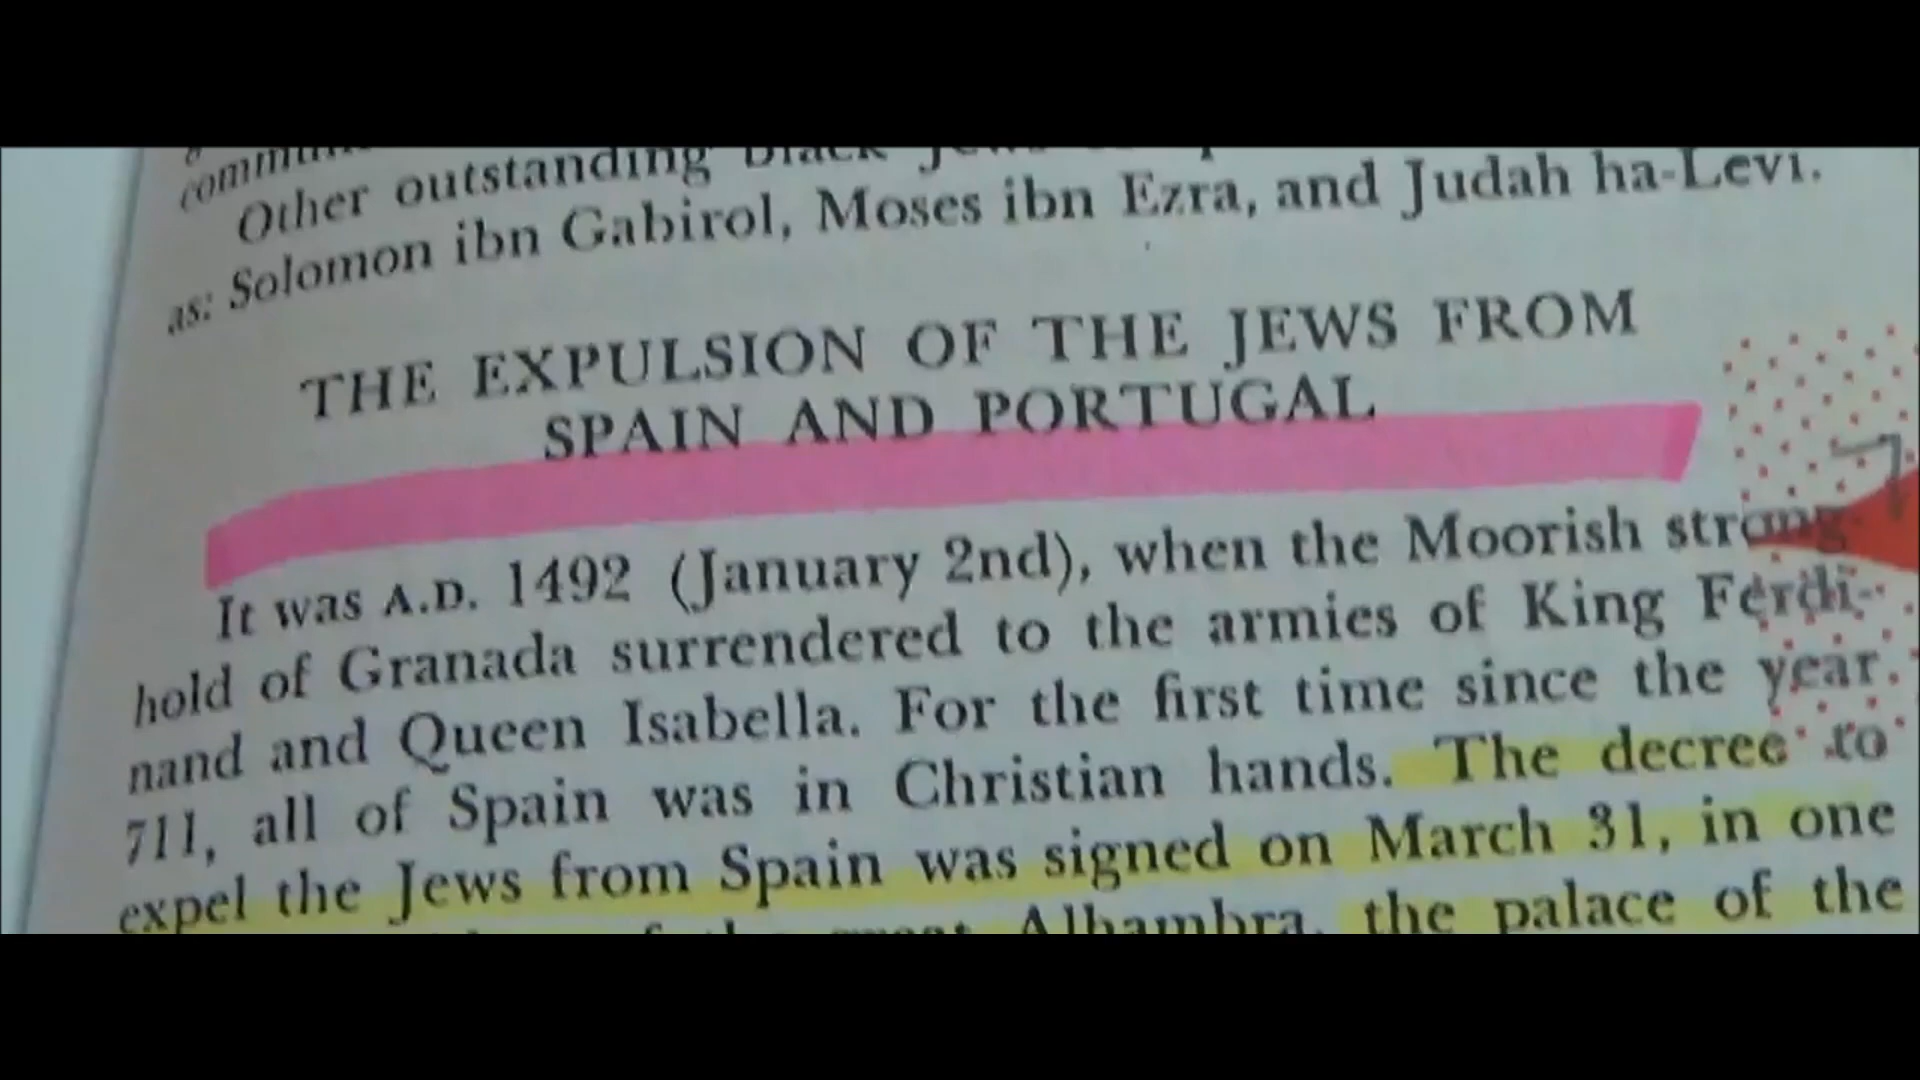 Other outstanding Black
as: Solomon ibn Gabirol, Moses ibn Ezra, and Judah ha-Levi.
THE EXPULSION OF THE JEWS FROM
SPAIN AND PORTUGAL
It was A.D. 1492 (January 2nd), when the Moorish strong-
hold of Granada surrendered to the armies of King Ferdi-
nand and Queen Isabella. For the first time since the year
711, all of Spain was in Christian hands. The decree to
expel the Jews from Spain was signed on March 31, in one
Alhambra, the palace of the